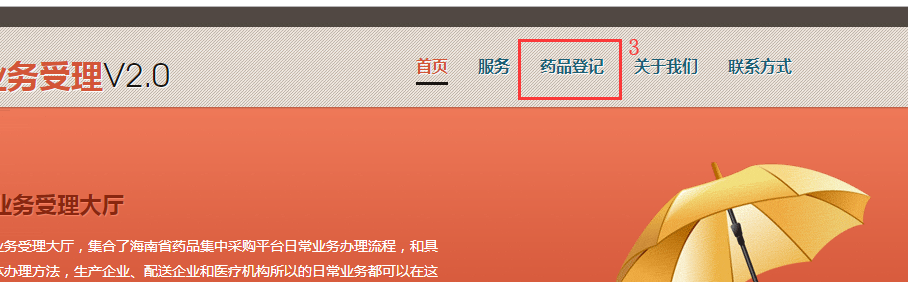 3
业务受理V2.0
首页 服务 药品登记 关于我们 联系方式
业务受理大厅
业务受理大厅，集合了海南省药品集中采购平台日常业务办理流程，和具
体办理方法，生产企业、配送企业和医疗机构所以的日常业务都可以在这